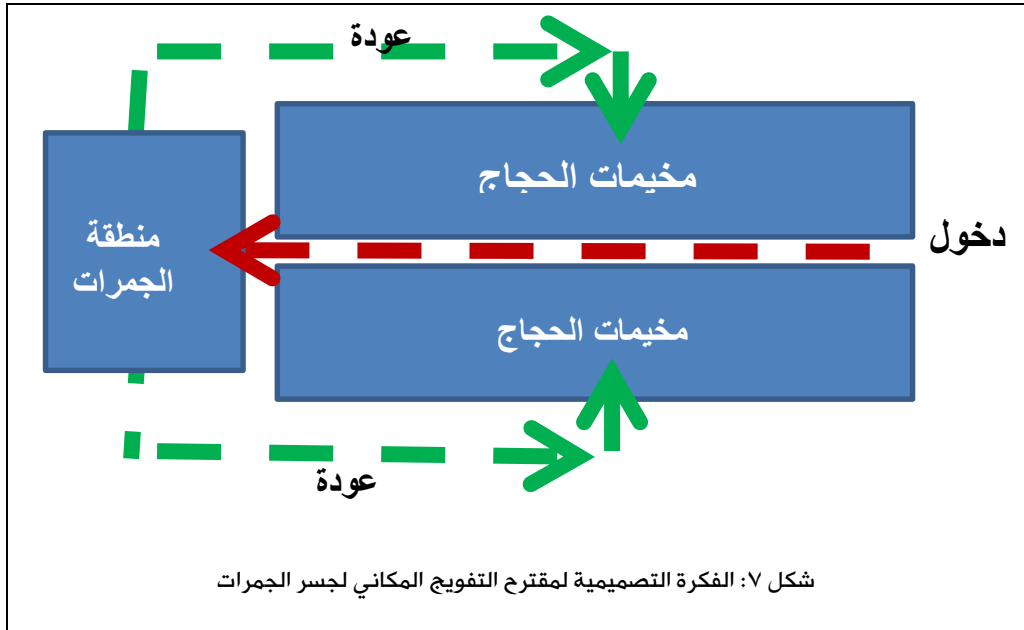 عودة
مخيمات الحجاج
دخول
منطقة
الجمرات
مخيمات الحجاج
عودة
شكل ٧: الفكرة التصميمية لمقترح التفويج المكاني لجسر الجمرات